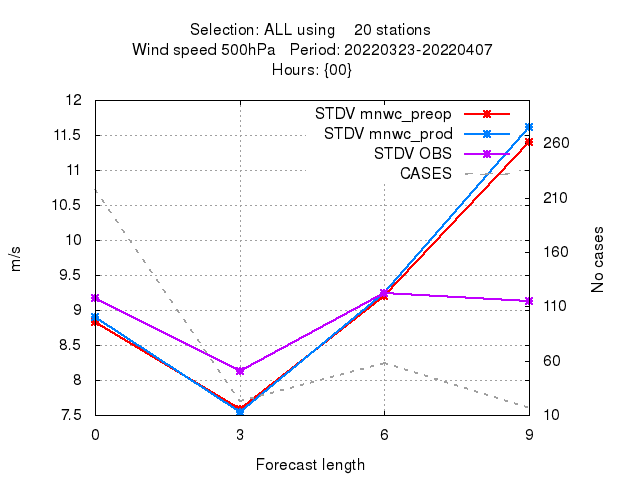 Selection: ALL using    20 stations
Wind speed 500hPa   Period: 20220323-20220407
Hours: {00}
STDV mnwc_preop
STDV mnwc_prod
STDV OBS
CASES
12
11.5
11
10.5
10
9.5
9
8.5
8
7.5
260
210
160
110
60
10
0 3 6 9
m/s
No cases
Forecast length